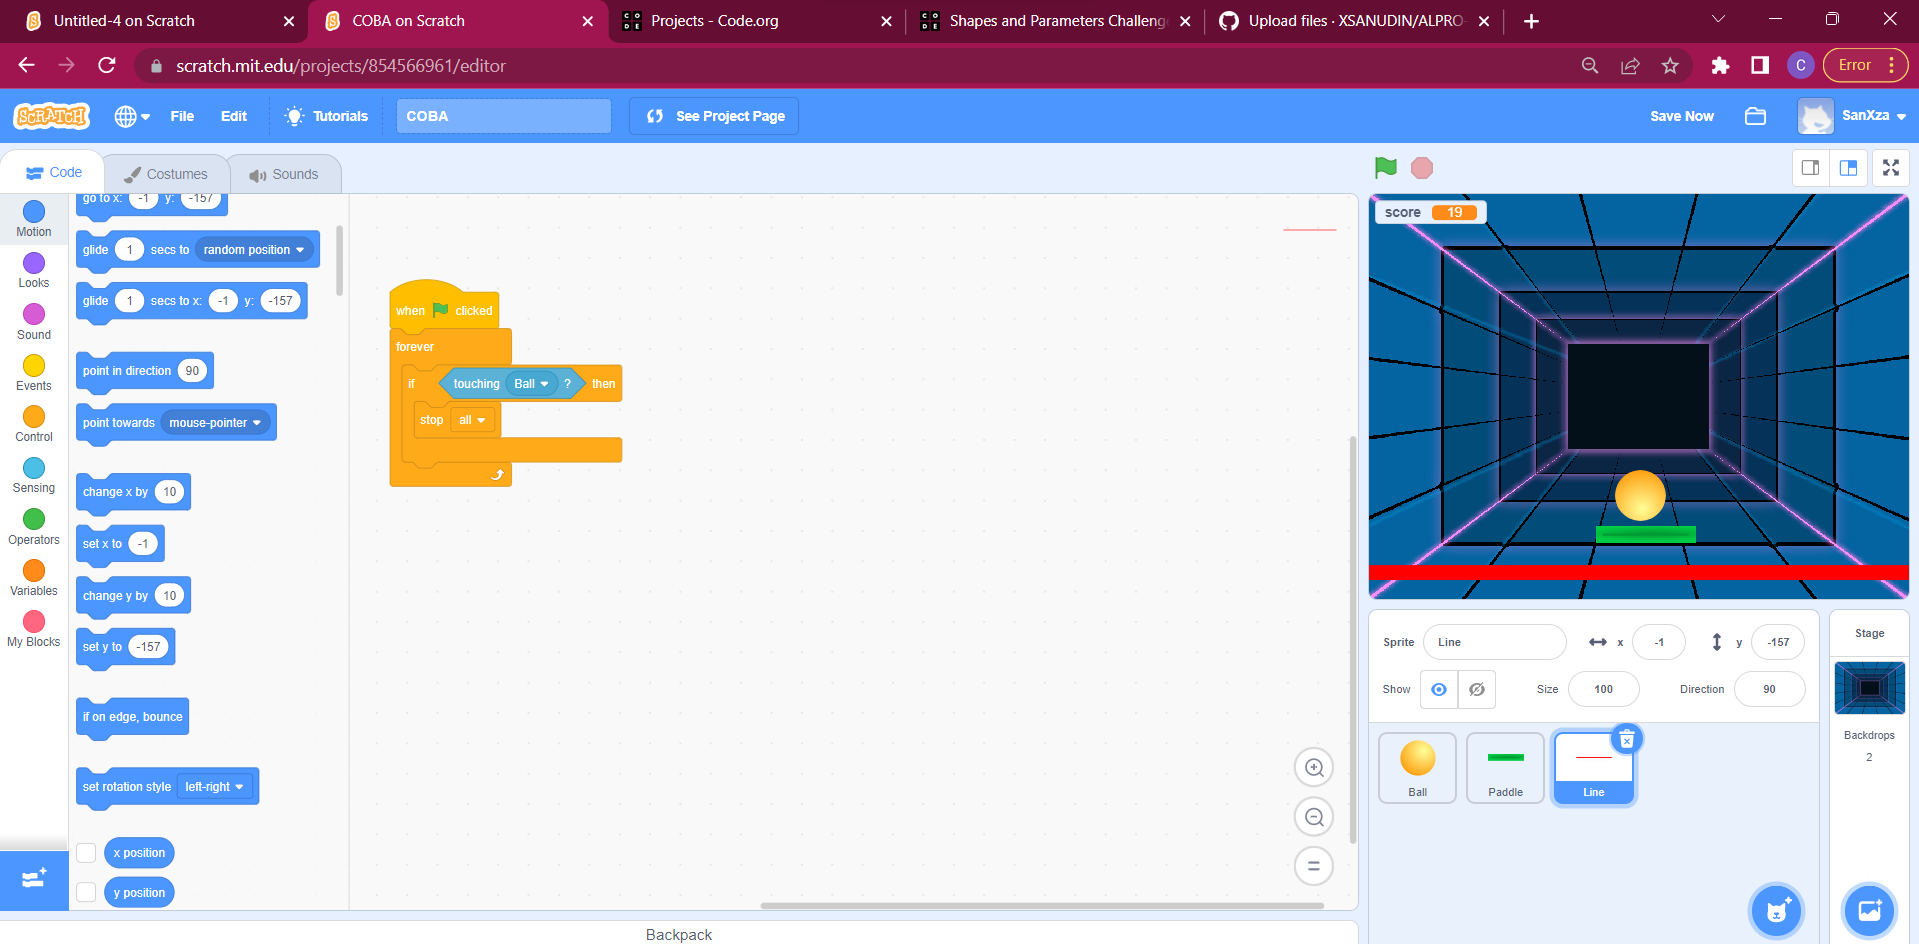 Untitled-4 on Scratch
COBA on Scratch
Projects - Code.org
Shapes and Parameters Challeng
Upload files · XSANUDIN/ALPRO
scratch.mit.edu/projects/854566961/editor
C
Error
SCRATCH
File
Edit
Tutorials
COBA
See Project Page
Save Now
SanXza
Code
Costumes
Sounds
Motion
Looks
Sound
Events
Control
Sensing
Operators
Variables
My Blocks
go to x: -1 y: -157
glide 1 secs to random position
glide 1 secs to x: -1 y: -157
point in direction 90
point towards mouse-pointer
change x by 10
set x to -1
change y by 10
set y to -157
if on edge, bounce
set rotation style left-right
x position
y position
when clicked
forever
if touching Ball ? then
stop all
score 19
Sprite Line x -1 y -157
Show Size 100 Direction 90
Ball
Paddle
Line
Stage
Backdrops
2
Backpack